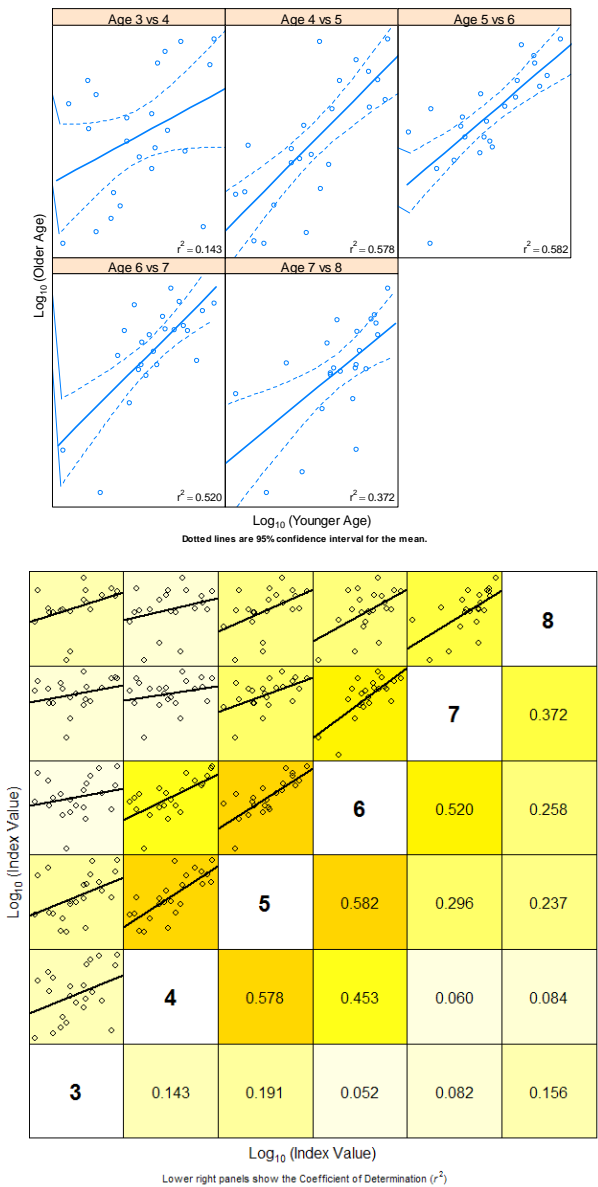 Age 3 vs 4 Age 4 vs 5 Age 5 vs 6
r² = 0.143 r² = 0.578 r² = 0.582
Age 6 vs 7 Age 7 vs 8
r² = 0.520 r² = 0.372
Log₁₀ (Older Age)
Log₁₀ (Younger Age)
Dotted lines are 95% confidence interval for the mean.
8
7 0.372
6 0.520 0.258
5 0.582 0.296 0.237
4 0.578 0.453 0.060 0.084
3 0.143 0.191 0.052 0.082 0.156
Log₁₀ (Index Value)
Log₁₀ (Index Value)
Lower right panels show the Coefficient of Determination (r²)